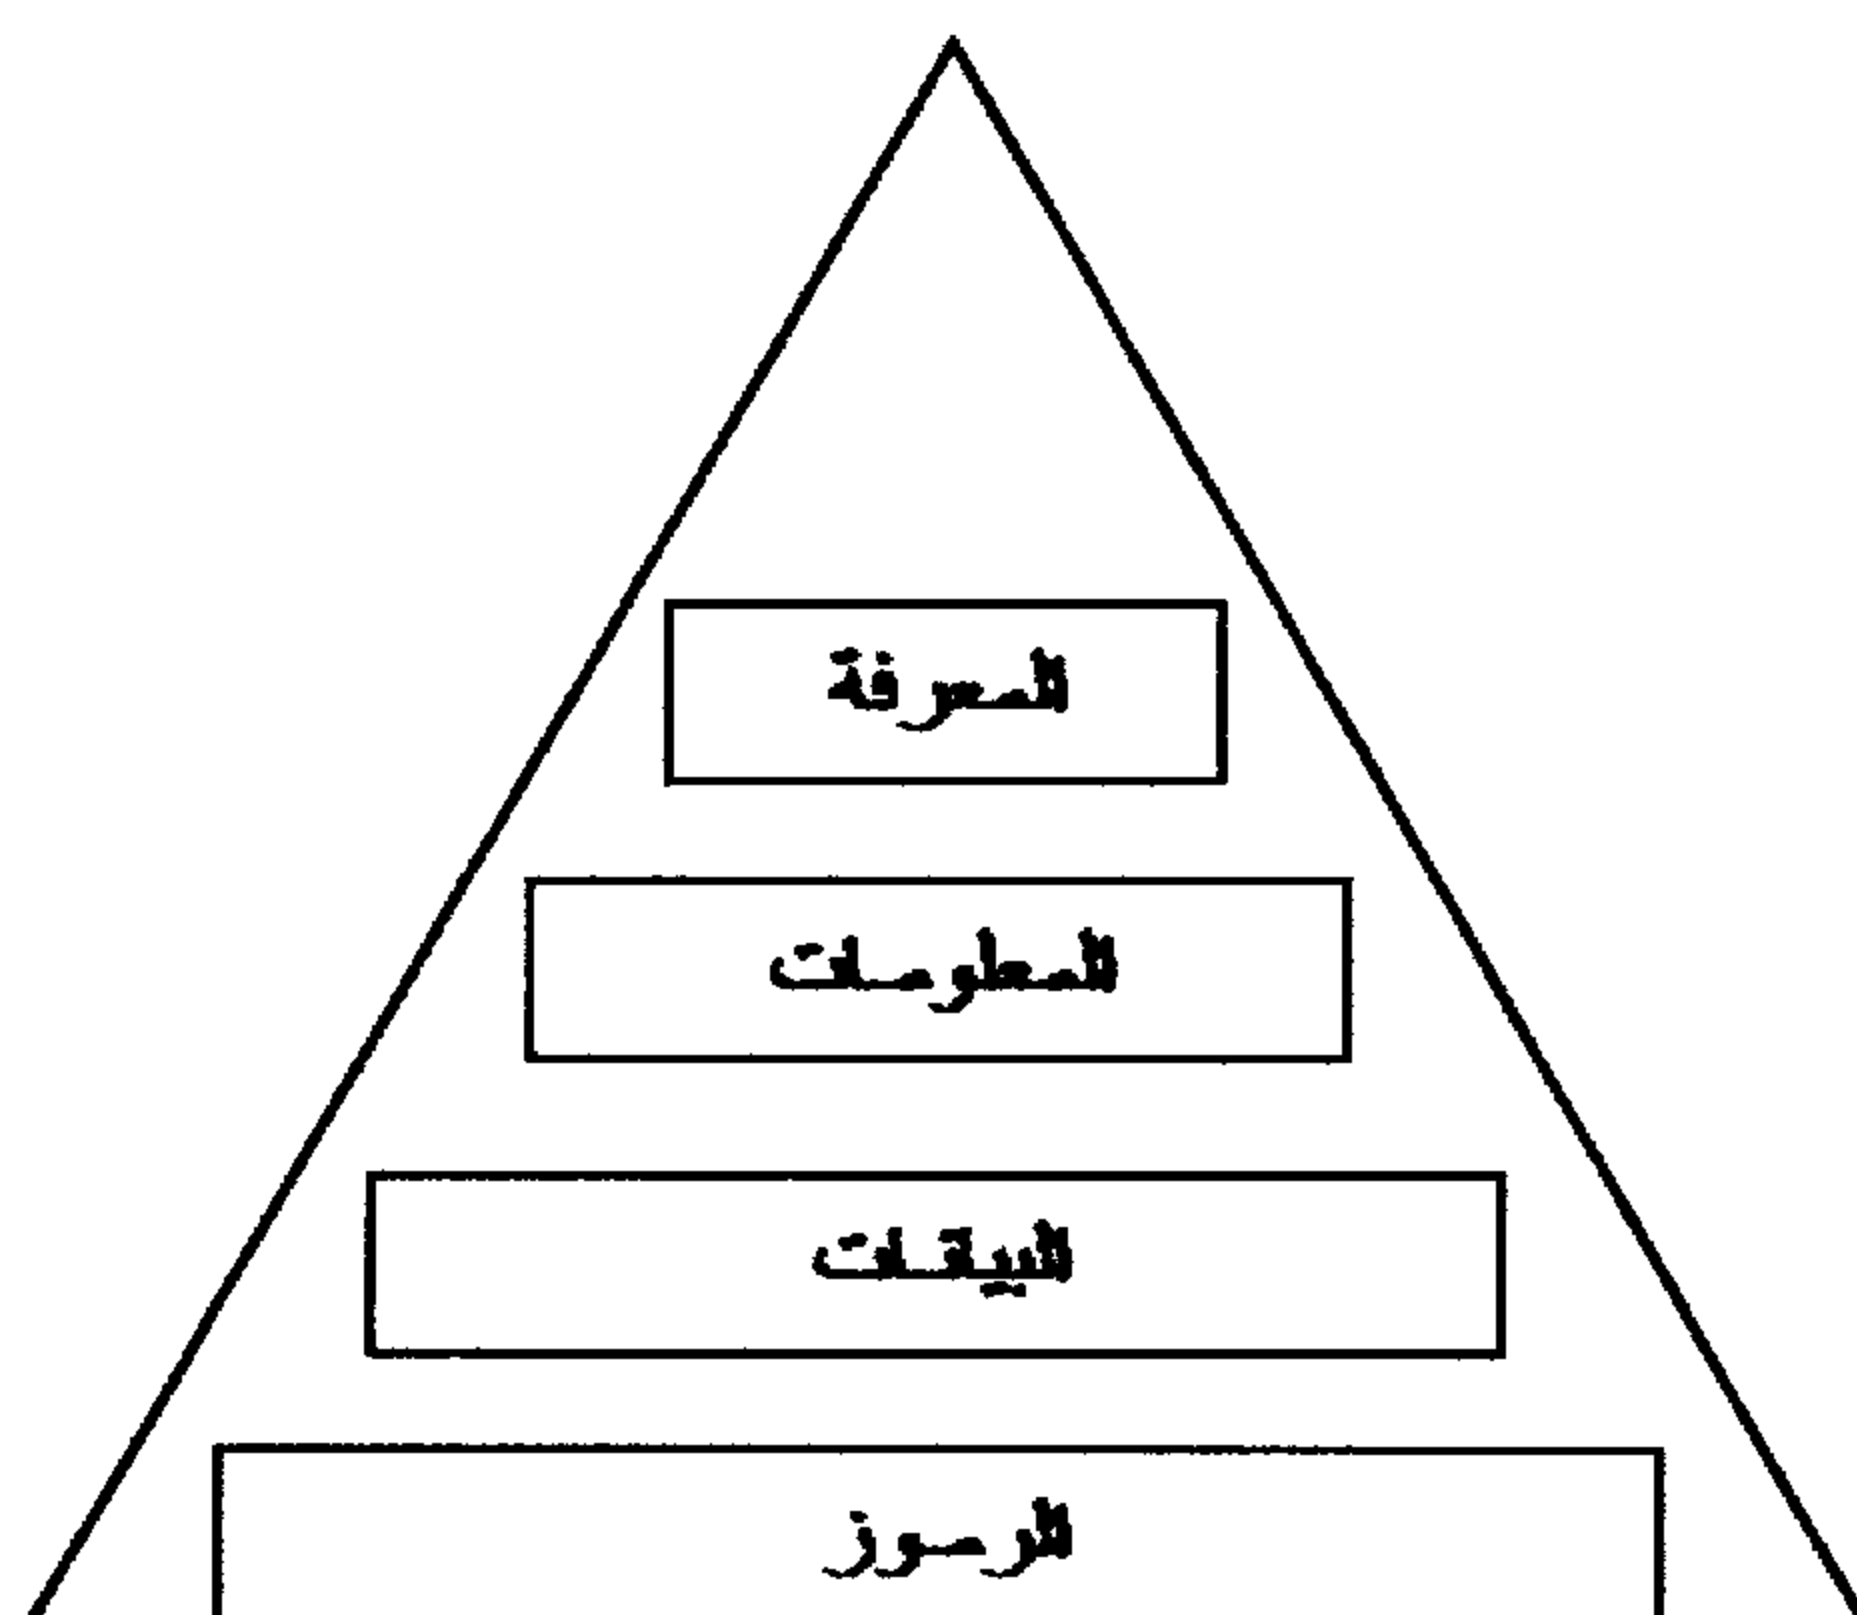 المعرفة
المعلومات
البيانات
الرموز